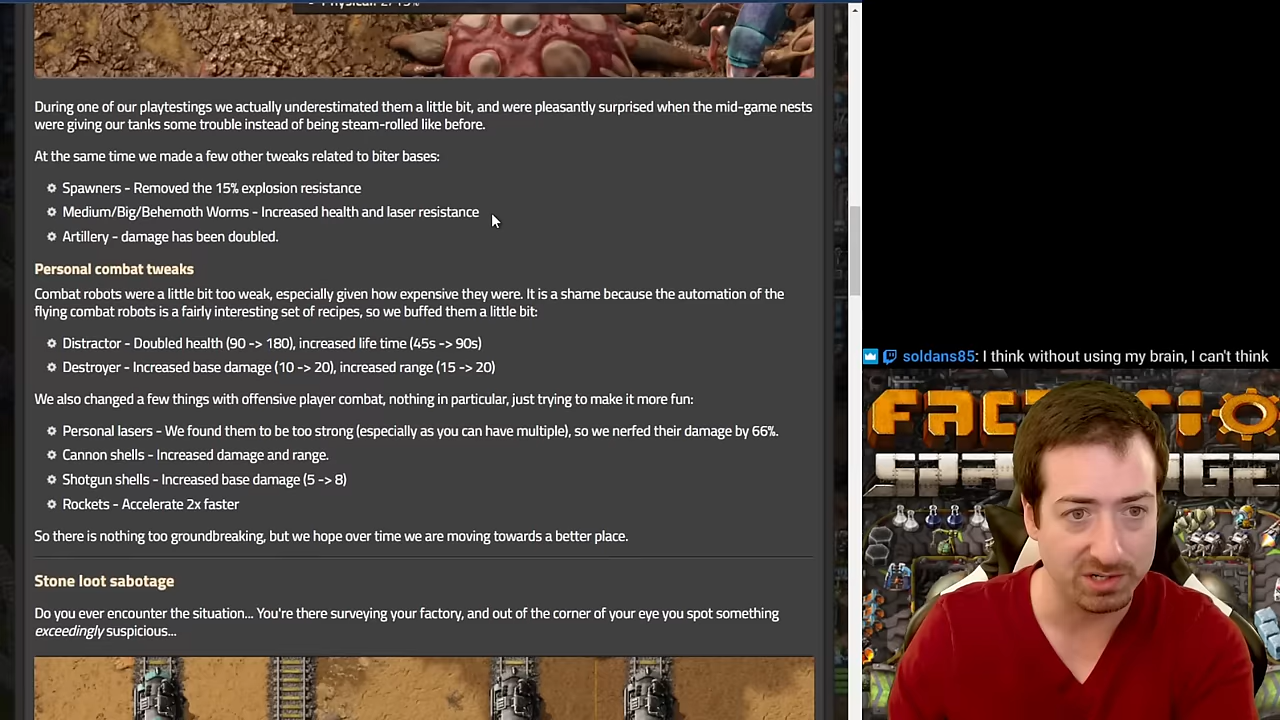 During one of our playtestings we actually underestimated them a little bit, and were pleasantly surprised when the mid-game nests
were giving our tanks some trouble instead of being steam-rolled like before.
At the same time we made a few other tweaks related to biter bases:
Spawners - Removed the 15% explosion resistance
Medium/Big/Behemoth Worms - Increased health and laser resistance
Artillery - damage has been doubled.
Personal combat tweaks
Combat robots were a little bit too weak, especially given how expensive they were. It is a shame because the automation of the
flying combat robots is a fairly interesting set of recipes, so we buffed them a little bit:
Distractor - Doubled health (90 -> 180), increased life time (45s -> 90s)
Destroyer - Increased base damage (10 -> 20), increased range (15 -> 20)
We also changed a few things with offensive player combat, nothing in particular, just trying to make it more fun:
Personal lasers - We found them to be too strong (especially as you can have multiple), so we nerfed their damage by 66%.
Cannon shells - Increased damage and range.
Shotgun shells - Increased base damage (5 -> 8)
Rockets - Accelerate 2x faster
So there is nothing too groundbreaking, but we hope over time we are moving towards a better place.
Stone loot sabotage
Do you ever encounter the situation... You're there surveying your factory, and out of the corner of your eye you spot something
exceedingly suspicious...
soldans85: I think without using my brain, I can't think